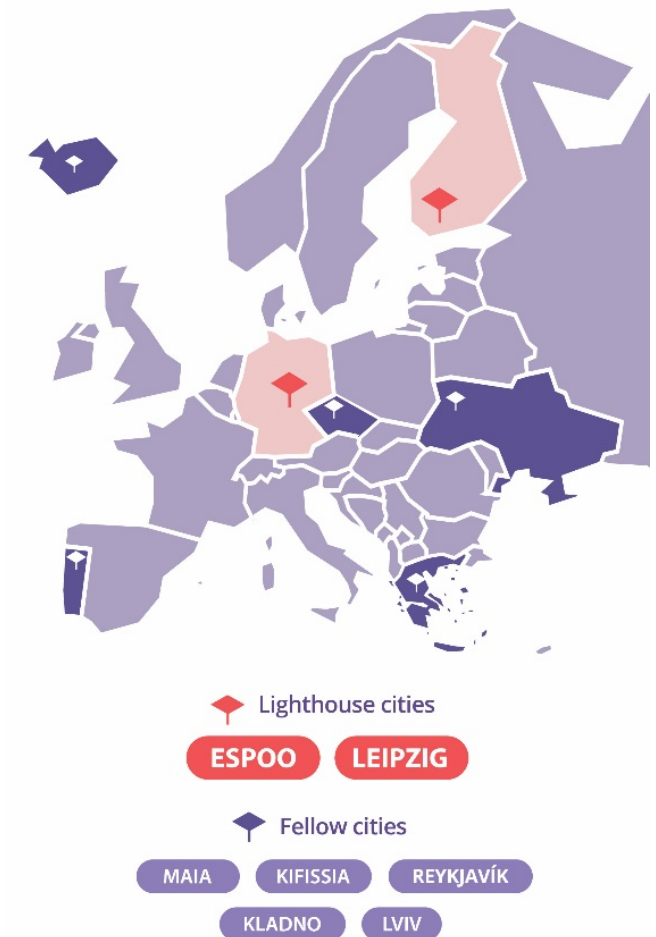 Lighthouse cities
ESPOO LEIPZIG
Fellow cities
MAIA KIFISSIA REYKJAVÍK
KLADNO LVIV